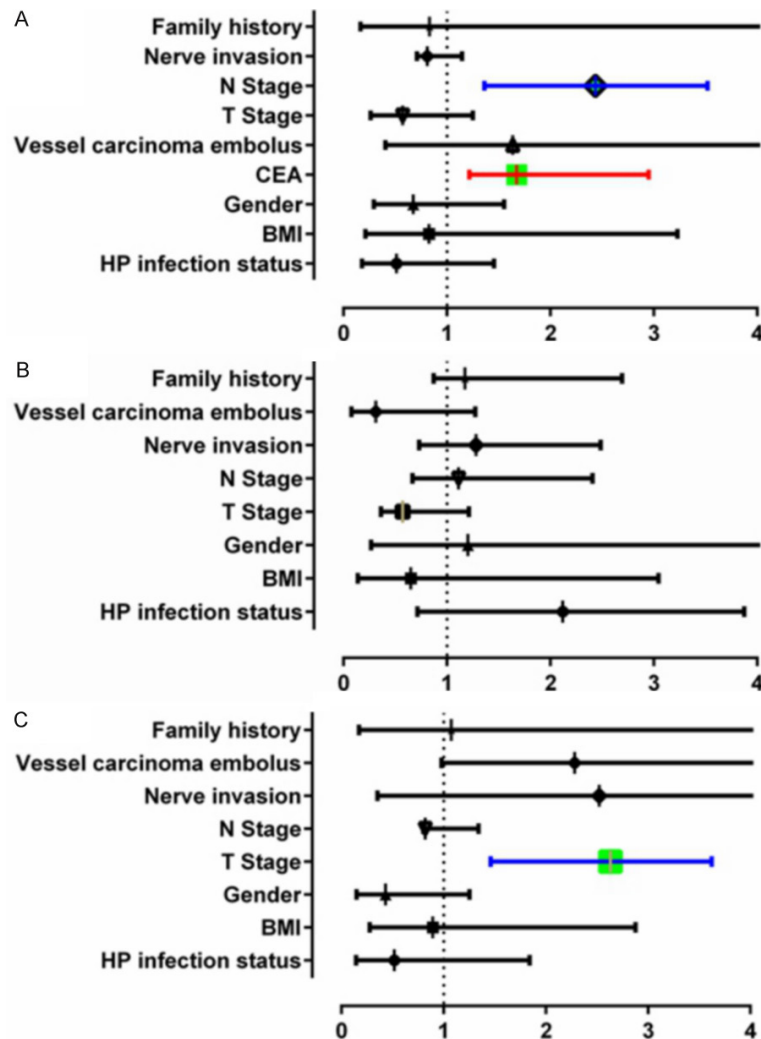 A
Family history
Nerve invasion
N Stage
T Stage
Vessel carcinoma embolus
CEA
Gender
BMI
HP infection status
0 1 2 3 4
B
Family history
Vessel carcinoma embolus
Nerve invasion
N Stage
T Stage
Gender
BMI
HP infection status
0 1 2 3 4
C
Family history
Vessel carcinoma embolus
Nerve invasion
N Stage
T Stage
Gender
BMI
HP infection status
0 1 2 3 4